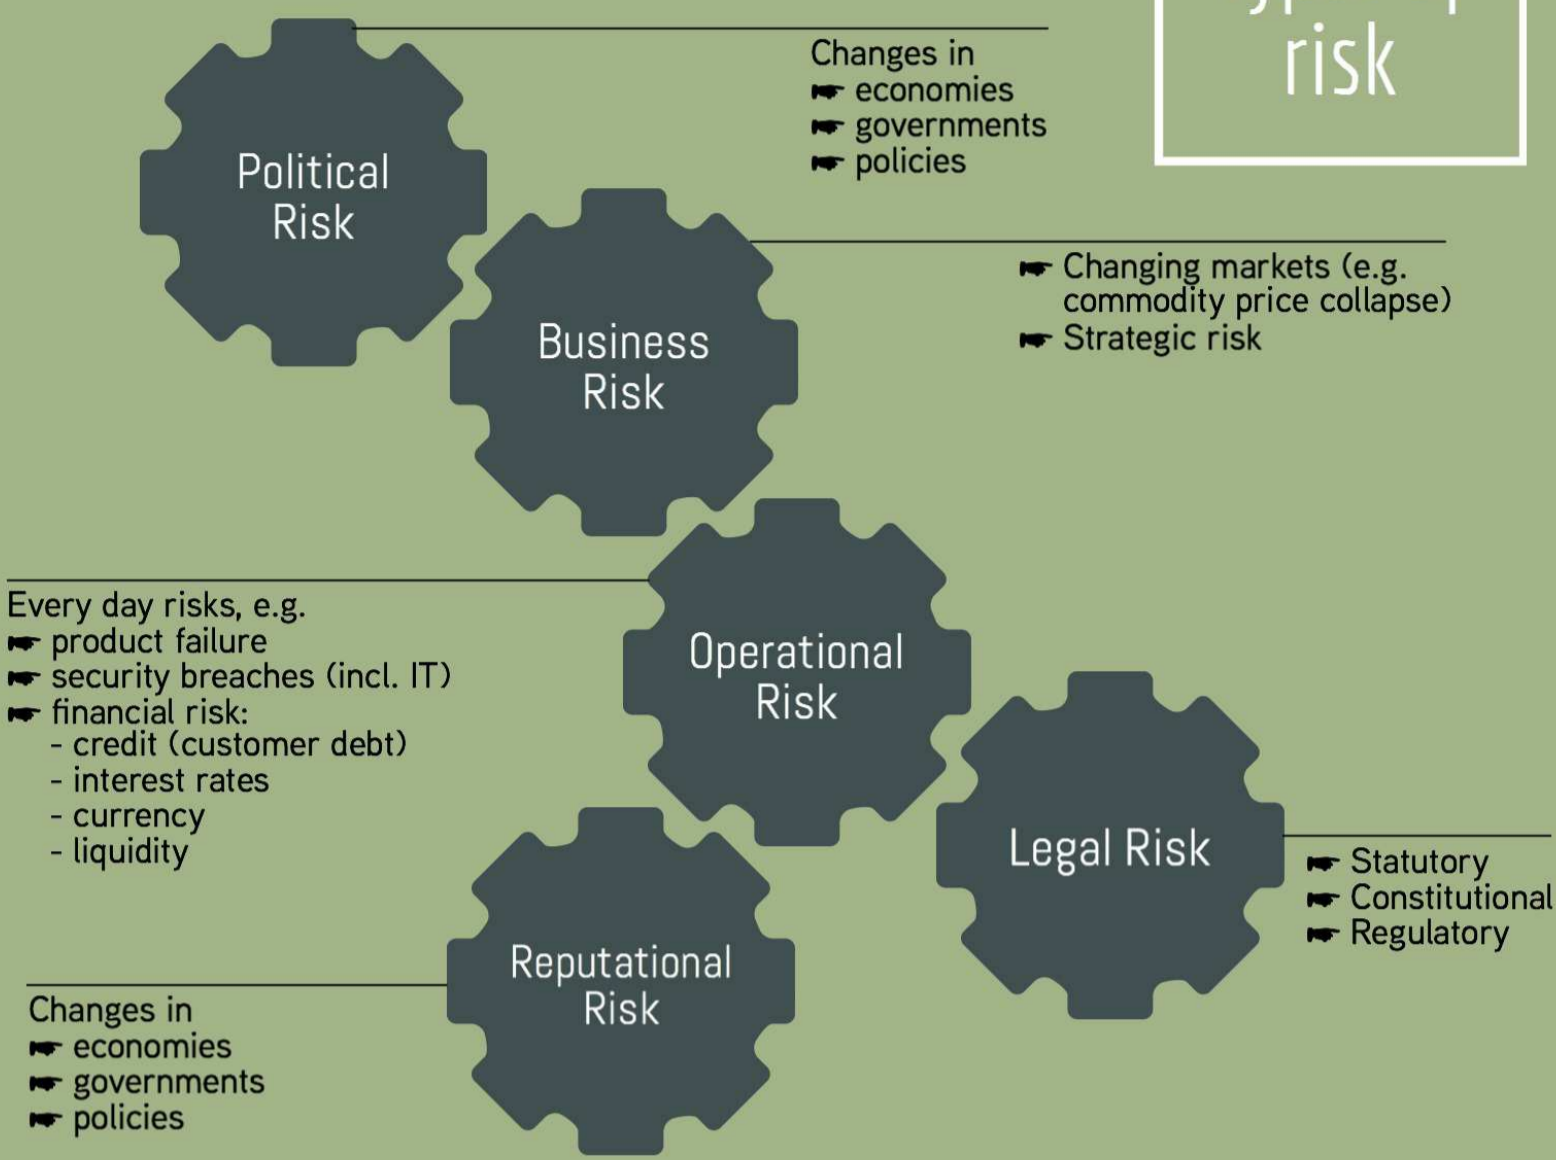 risk
Changes in
☛ economies
☛ governments
☛ policies
Political
Risk
☛ Changing markets (e.g.
commodity price collapse)
☛ Strategic risk
Business
Risk
Every day risks, e.g.
☛ product failure
☛ security breaches (incl. IT)
☛ financial risk:
- credit (customer debt)
- interest rates
- currency
- liquidity
Operational
Risk
Legal Risk
☛ Statutory
☛ Constitutional
☛ Regulatory
Reputational
Risk
Changes in
☛ economies
☛ governments
☛ policies